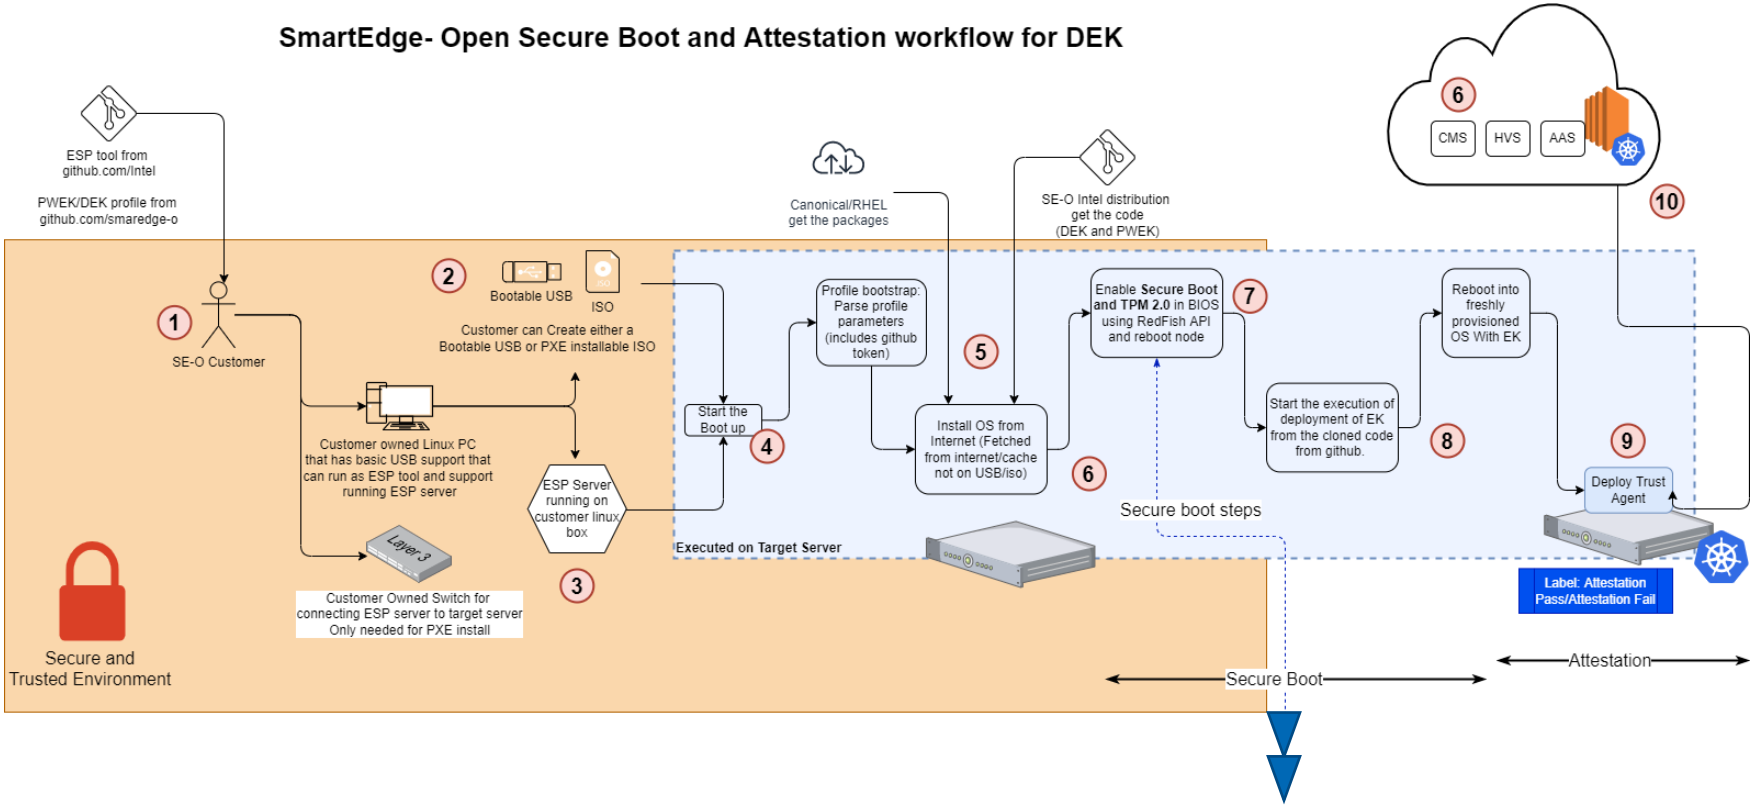 SmartEdge- Open Secure Boot and Attestation workflow for DEK
ESP tool from
github.com/Intel
PWEK/DEK profile from
github.com/smaredge-o
1
SE-O Customer
2
Bootable USB
ISO
ISO
Customer can Create either a
Bootable USB or PXE installable ISO
Customer owned Linux PC
that has basic USB support that
can run as ESP tool and support
running ESP server
Layer 3
Customer Owned Switch for
connecting ESP server to target server
Only needed for PXE install
ESP Server
running on
customer linux
box
3
Secure and
Trusted Environment
Start the
Boot up
4
Profile bootstrap:
Parse profile
parameters
(includes github
token)
Canonical/RHEL
get the packages
SE-O Intel distribution
get the code
(DEK and PWEK)
5
Install OS from
Internet (Fetched
from internet/cache
not on USB/iso)
6
Executed on Target Server
Enable Secure Boot
and TPM 2.0 in BIOS
using RedFish API
and reboot node
7
Secure boot steps
Start the execution of
deployment of EK
from the cloned code
from github.
8
Reboot into
freshly
provisioned
OS With EK
9
Deploy Trust
Agent
Label: Attestation
Pass/Attestation Fail
6
CMS
HVS
AAS
10
Attestation
Secure Boot